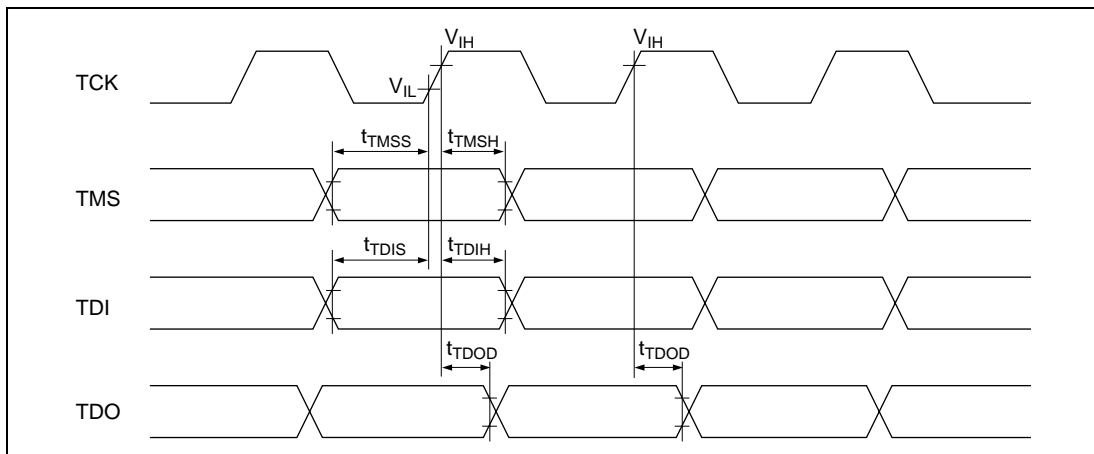 V_IH V_IH
TCK
V_IL
t_TMSS t_TMSH
TMS
t_TDIS t_TDIH
TDI
t_TDOD t_TDOD
TDO